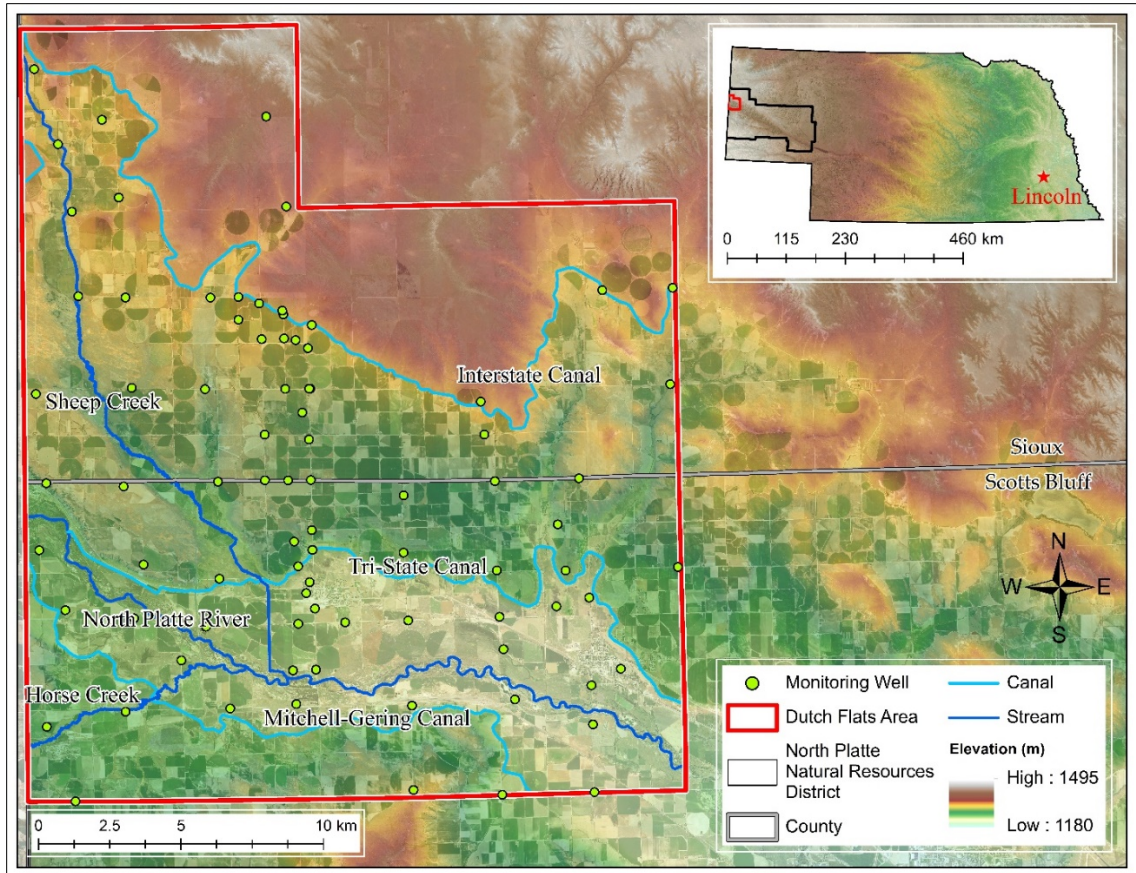 Lincoln
0 115 230 460 km
Interstate Canal
Sheep Creek
Sioux
Scotts Bluff
Tri-State Canal
N
W E
S
North Platte River
Horse Creek
Mitchell-Gering Canal
Monitoring Well
Canal
Dutch Flats Area
Stream
North Platte
Natural Resources
District
Elevation (m)
High : 1495
Low : 1180
County
0 2.5 5 10 km